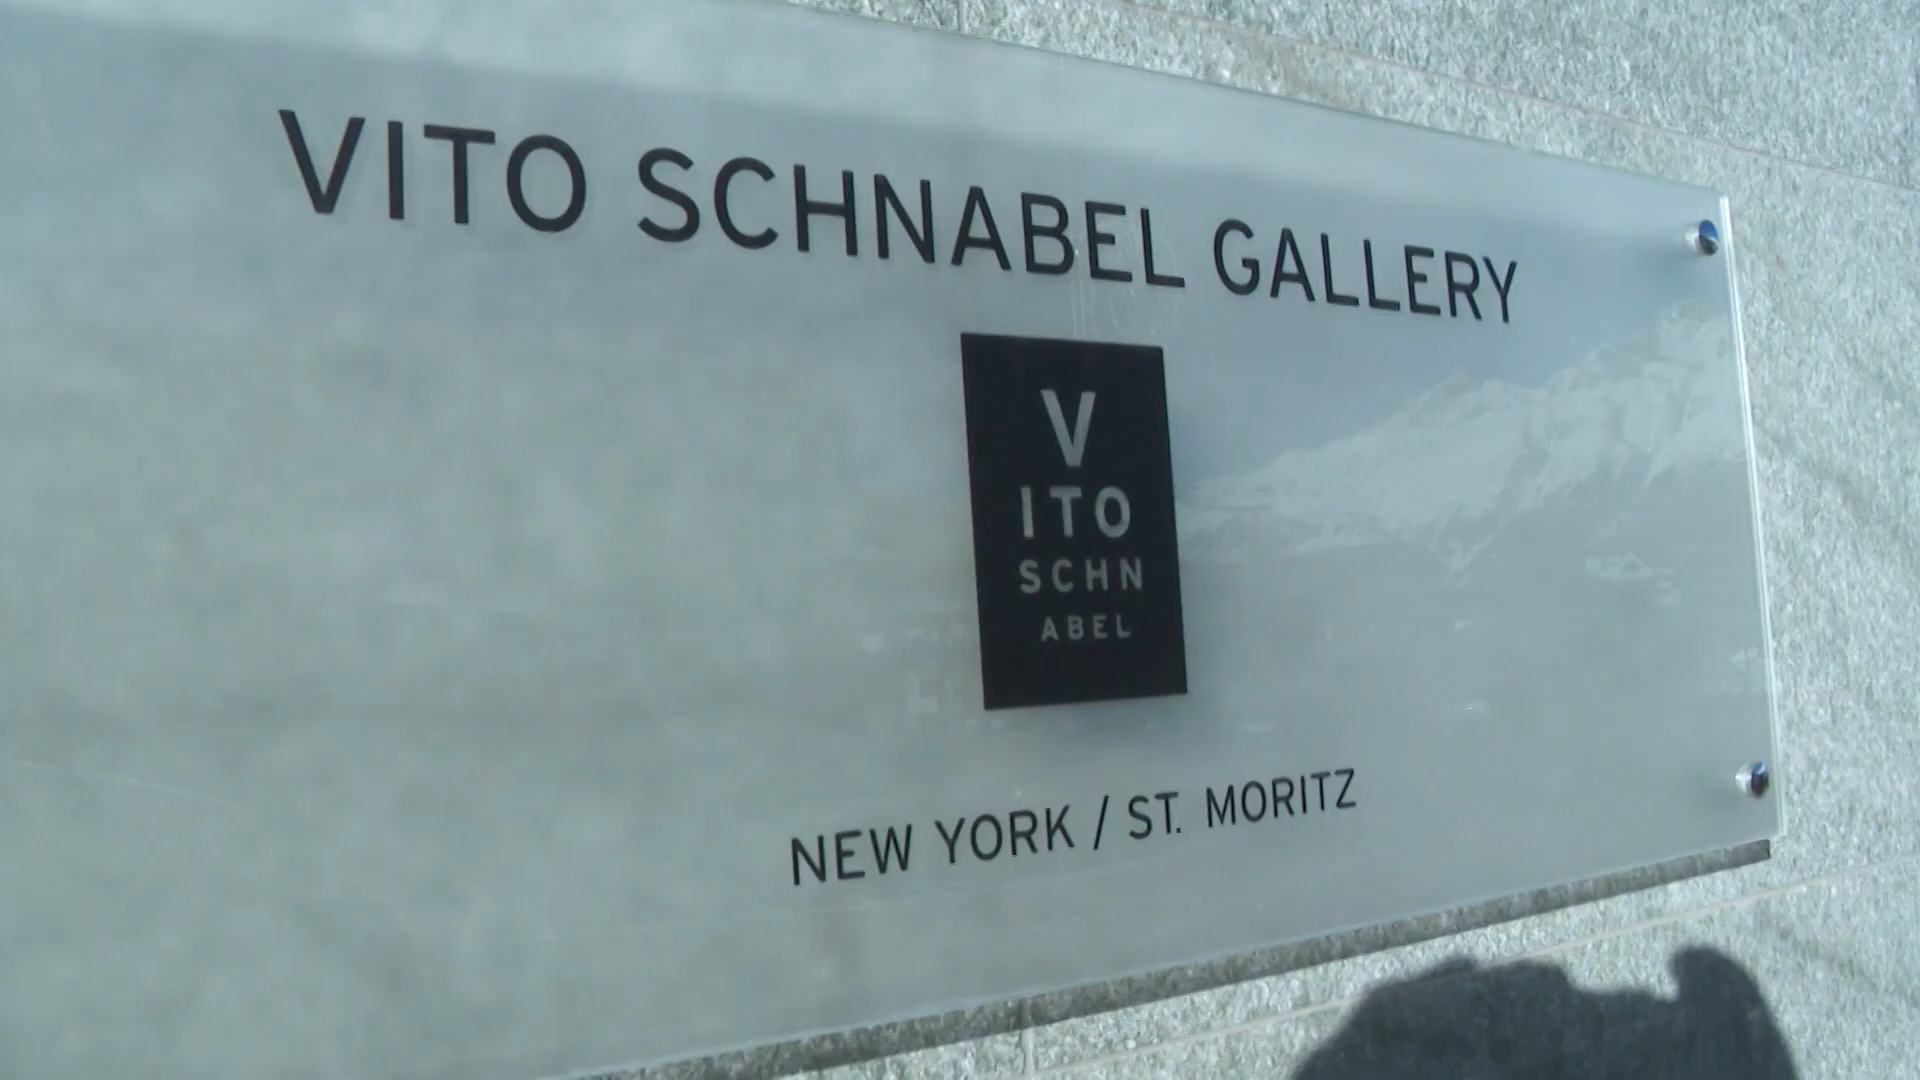 VITO SCHNABEL GALLERY
V
ITO
SCHN
ABEL
NEW YORK / ST. MORITZ